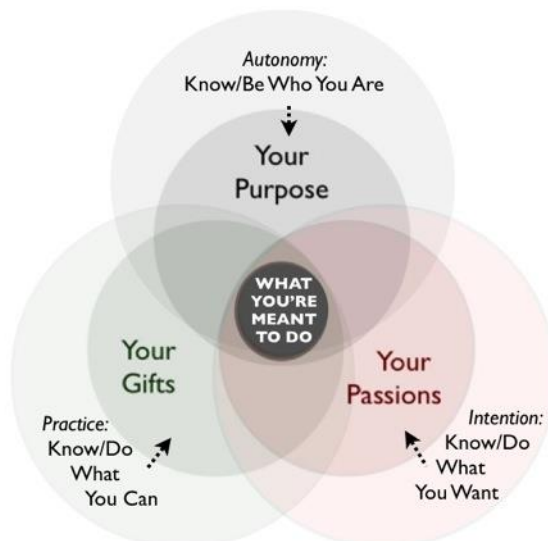 Autonomy:
Know/Be Who You Are
Your
Purpose
WHAT
YOU'RE
MEANT
TO DO
Your
Gifts
Your
Passions
Practice:
Know/Do
What
You Can
Intention:
Know/Do
What
You Want